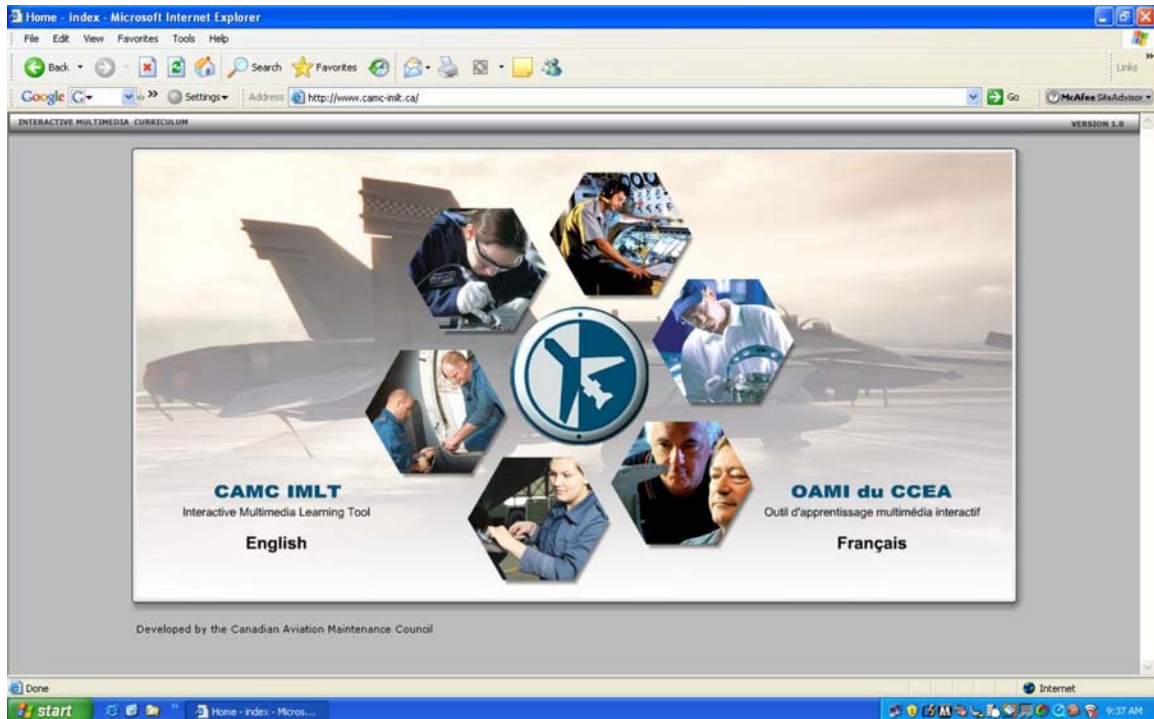 Home - index - Microsoft Internet Explorer
File Edit View Favorites Tools Help
Back Search Favorites Links
Google Settings Address http://www.camc-imlt.ca/ Go McAfee SiteAdvisor
INTERACTIVE MULTIMEDIA CURRICULUM VERSION 1.0
CAMC IMLT
Interactive Multimedia Learning Tool
English
OAMI du CCEA
Outil d'apprentissage multimédia interactif
Français
Developed by the Canadian Aviation Maintenance Council
Done Internet
start Home - index - Micros... 9:37 AM